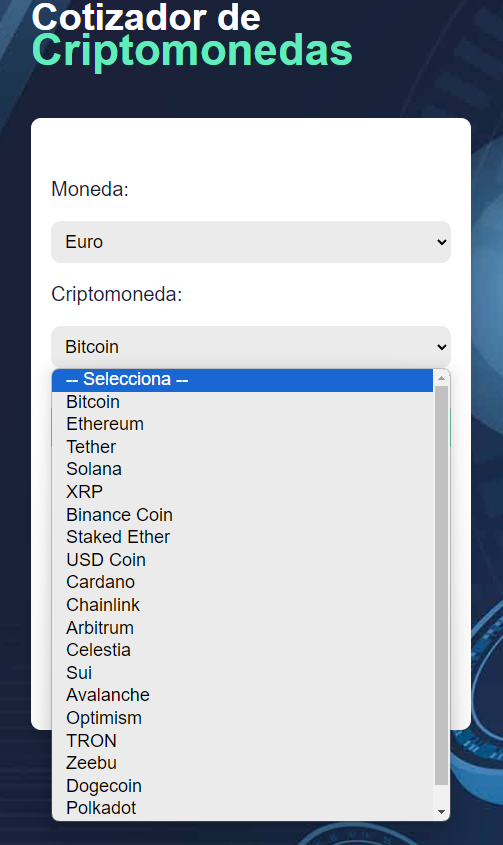 Cotizador de
Criptomonedas
Moneda:
Euro
Criptomoneda:
Bitcoin
-- Selecciona --
Bitcoin
Ethereum
Tether
Solana
XRP
Binance Coin
Staked Ether
USD Coin
Cardano
Chainlink
Arbitrum
Celestia
Sui
Avalanche
Optimism
TRON
Zeebu
Dogecoin
Polkadot